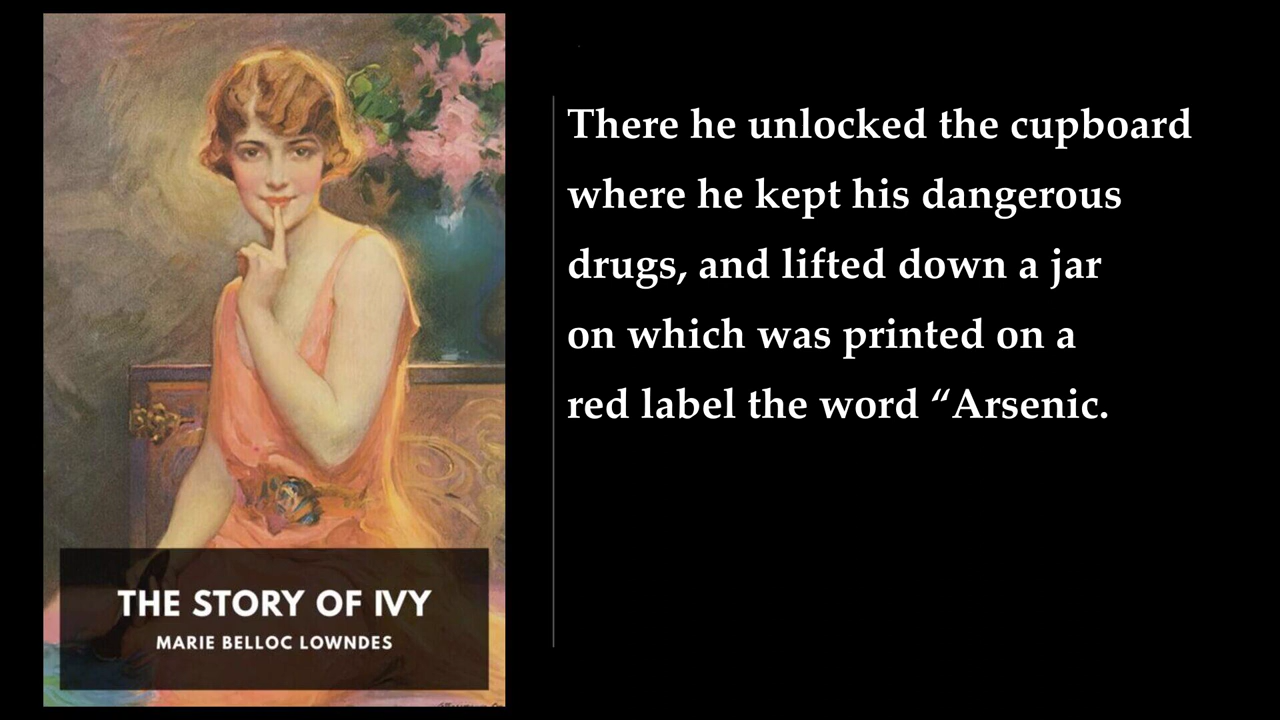 There he unlocked the cupboard
where he kept his dangerous
drugs, and lifted down a jar
on which was printed on a
red label the word “Arsenic.
THE STORY OF IVY
MARIE BELLOC LOWNDES